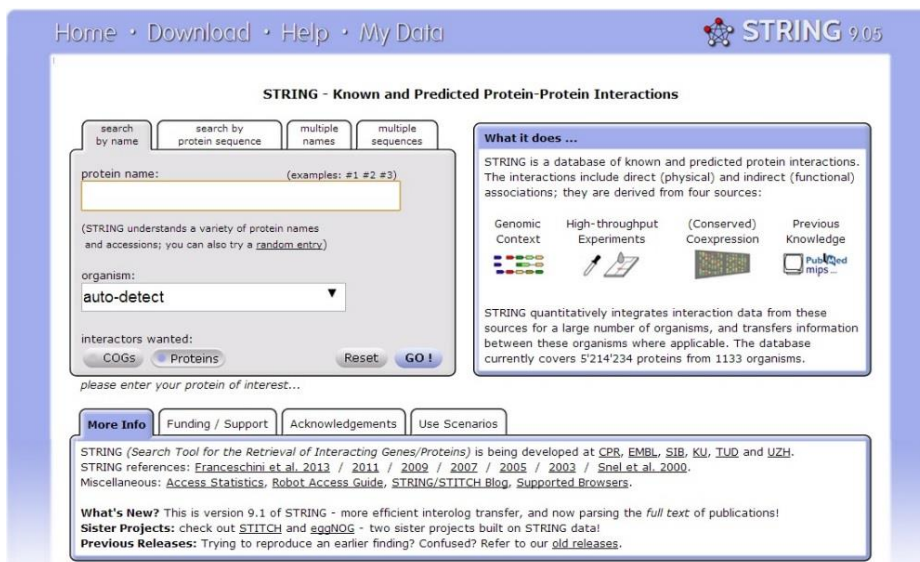 Home • Download • Help • My Data
STRING 9.05
STRING - Known and Predicted Protein-Protein Interactions
search by name
search by protein sequence
multiple names
multiple sequences
protein name:
(examples: #1 #2 #3)
(STRING understands a variety of protein names
and accessions; you can also try a random entry)
organism:
auto-detect
interactors wanted:
COGs
Proteins
Reset
GO !
please enter your protein of interest...
What it does ...
STRING is a database of known and predicted protein interactions.
The interactions include direct (physical) and indirect (functional)
associations; they are derived from four sources:
Genomic Context
High-throughput Experiments
(Conserved) Coexpression
Previous Knowledge
PubMed
mips...
STRING quantitatively integrates interaction data from these
sources for a large number of organisms, and transfers information
between these organisms where applicable. The database
currently covers 5'214'234 proteins from 1133 organisms.
More Info
Funding / Support
Acknowledgements
Use Scenarios
STRING (Search Tool for the Retrieval of Interacting Genes/Proteins) is being developed at CPR, EMBL, SIB, KU, TUD and UZH.
STRING references: Franceschini et al. 2013 / 2011 / 2009 / 2007 / 2005 / 2003 / Snel et al. 2000.
Miscellaneous: Access Statistics, Robot Access Guide, STRING/STITCH Blog, Supported Browsers.
What's New? This is version 9.1 of STRING - more efficient interolog transfer, and now parsing the full text of publications!
Sister Projects: check out STITCH and eggNOG - two sister projects built on STRING data!
Previous Releases: Trying to reproduce an earlier finding? Confused? Refer to our old releases.